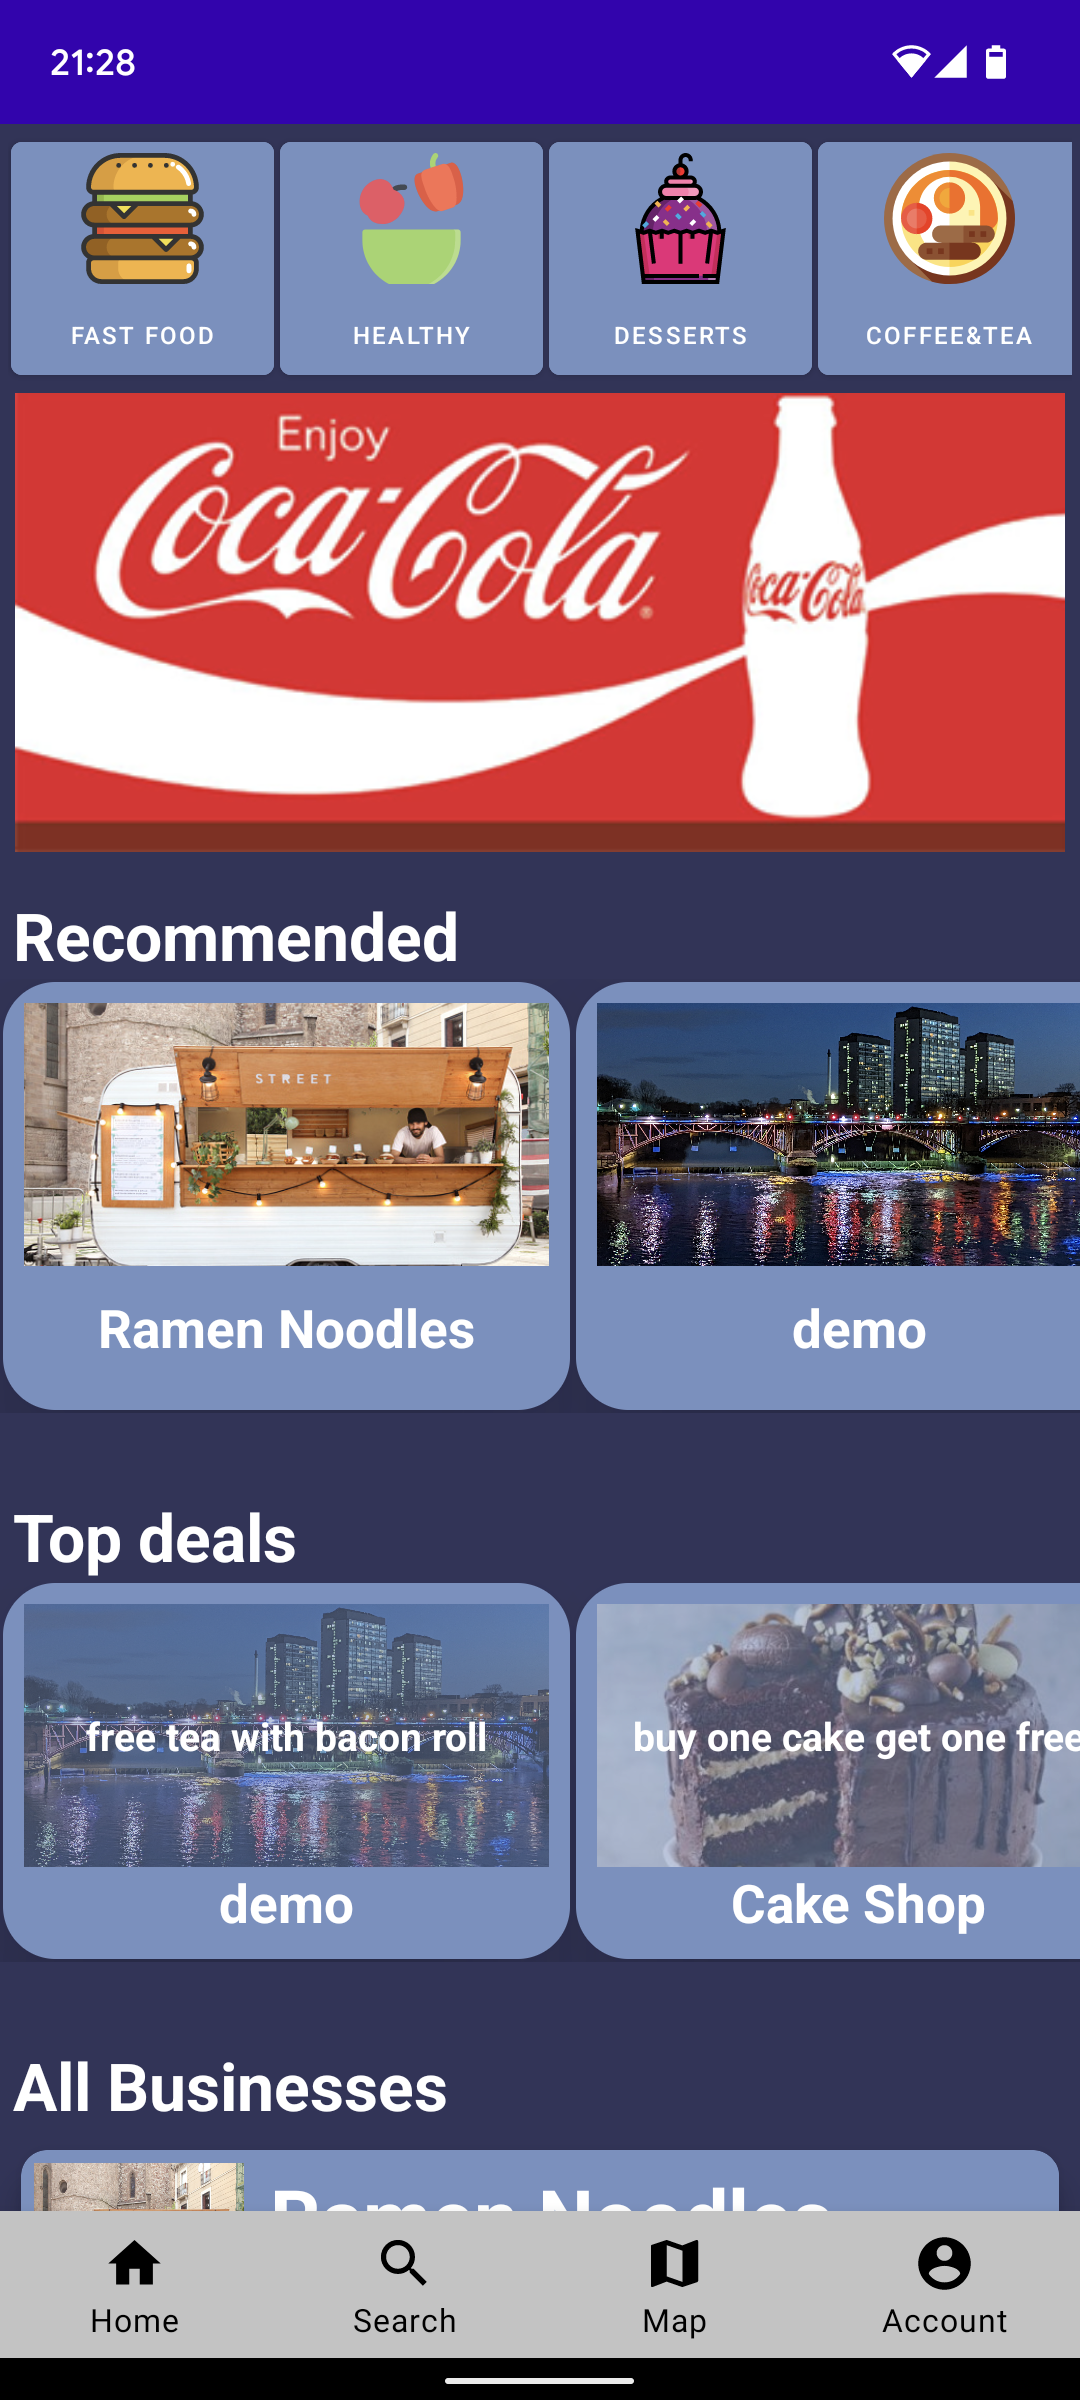 21:28
FAST FOOD
HEALTHY
DESSERTS
COFFEE&TEA
Enjoy
Coca-Cola
Coca-Cola
Recommended
STREET
Ramen Noodles
demo
Top deals
free tea with bacon roll
buy one cake get one free
demo
Cake Shop
All Businesses
Ramen Noodles
Home
Search
Map
Account